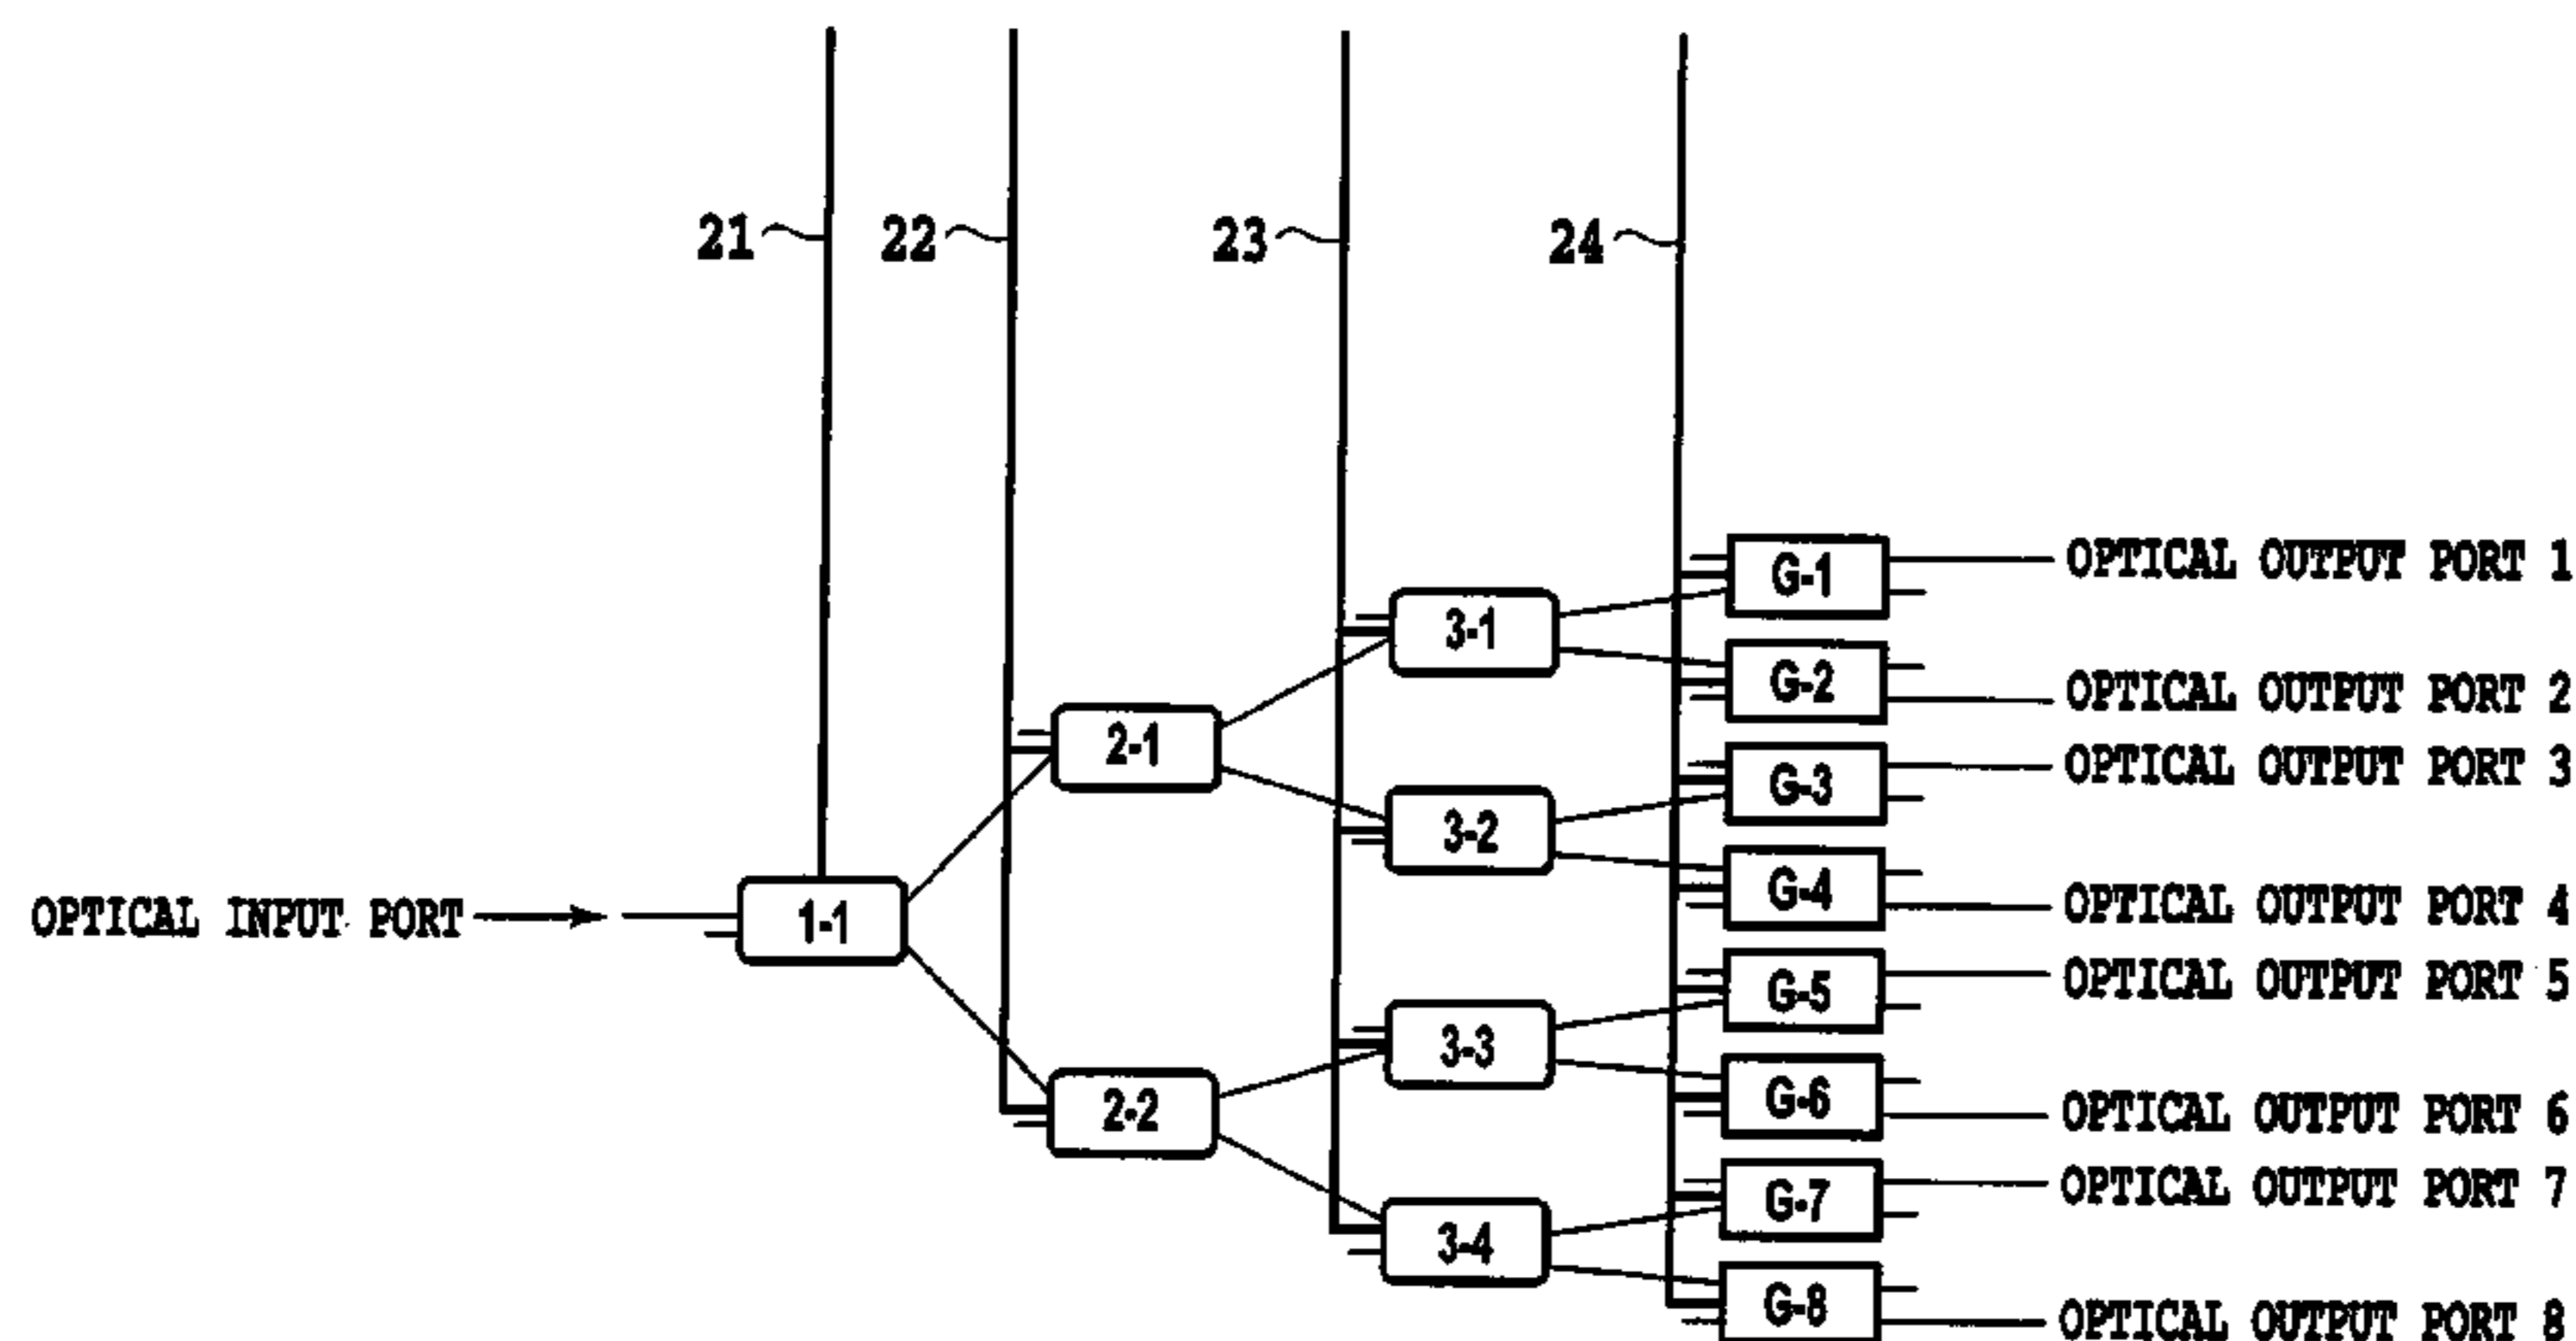 21 22 23 24
G-1 OPTICAL OUTPUT PORT 1
3-1
G-2 OPTICAL OUTPUT PORT 2
2-1
G-3 OPTICAL OUTPUT PORT 3
3-2
G-4 OPTICAL OUTPUT PORT 4
OPTICAL INPUT PORT 1-1
G-5 OPTICAL OUTPUT PORT 5
3-3
G-6 OPTICAL OUTPUT PORT 6
2-2
G-7 OPTICAL OUTPUT PORT 7
3-4
G-8 OPTICAL OUTPUT PORT 8